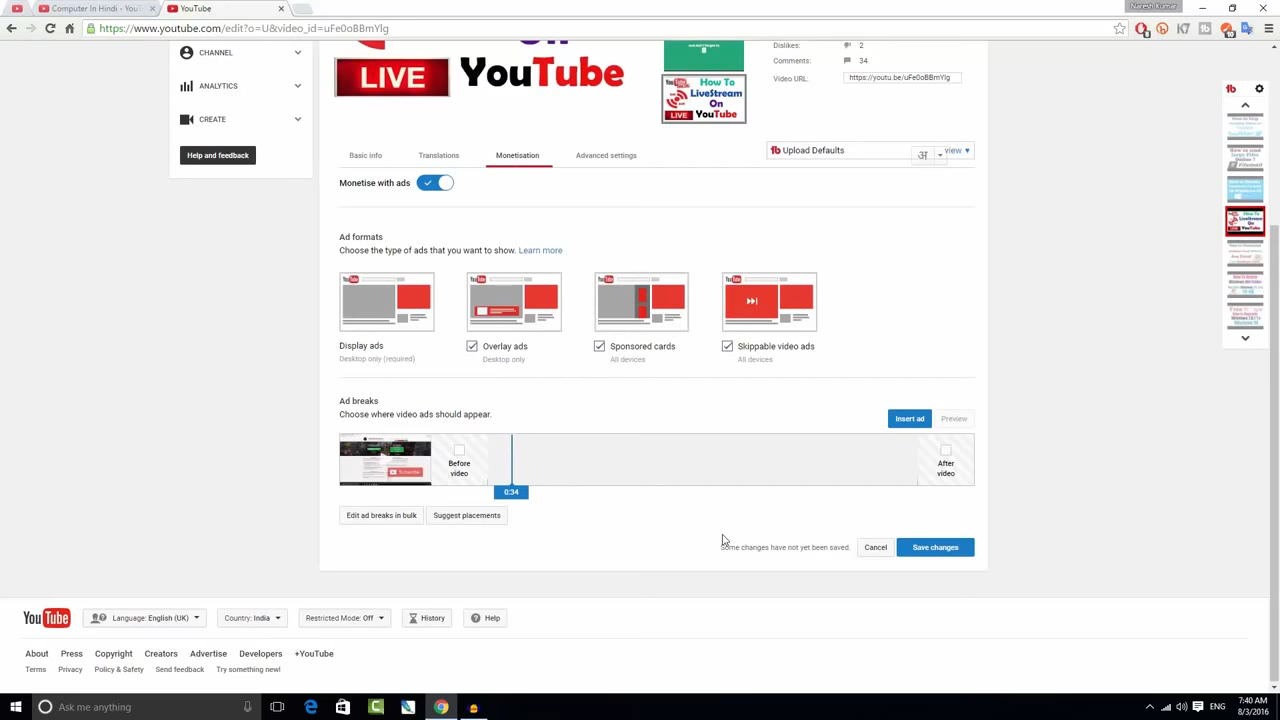 Computer In Hindi - YouT
YouTube
Naresh Kumar
https://www.youtube.com/edit?o=U&video_id=uFe0oBBmYlg
CHANNEL
ANALYTICS
CREATE
Help and feedback
LIVE YouTube
How To
LiveStream
On
YouTube
LIVE
Dislikes: 2
Comments: 34
Video URL: https://youtu.be/uFe0oBBmYlg
Basic info
Translations
Monetisation
Advanced settings
Upload Defaults
अ
view ▾
Monetise with ads
Ad formats
Choose the type of ads that you want to show. Learn more
Display ads
Desktop only (required)
Overlay ads
Desktop only
Sponsored cards
All devices
Skippable video ads
All devices
Ad breaks
Choose where video ads should appear.
Insert ad
Preview
Before
video
After
video
0:34
Edit ad breaks in bulk
Suggest placements
Some changes have not yet been saved.
Cancel
Save changes
YouTube
Language: English (UK)
Country: India
Restricted Mode: Off
History
Help
About Press Copyright Creators Advertise Developers +YouTube
Terms Privacy Policy & Safety Send feedback Try something new!
Ask me anything
ENG
7:40 AM
8/3/2016